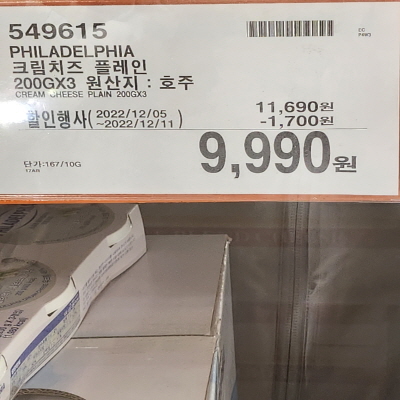 549615
PHILADELPHIA
크림치즈 플레인
200GX3 원산지 : 호주
CREAM CHEESE PLAIN 200GX3
11,690원
할인행사( 2022/12/05 ~2022/12/11 ) -1,700원
9,990원
단가:167/10G